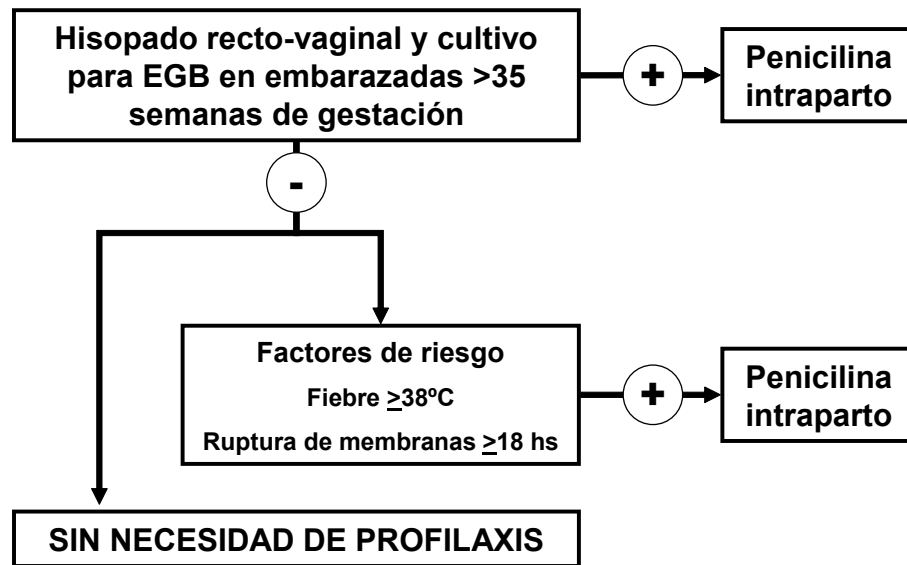 Hisopado recto-vaginal y cultivo
para EGB en embarazadas >35
semanas de gestación
+
Penicilina
intraparto
-
Factores de riesgo
Fiebre ≥38ºC
Ruptura de membranas ≥18 hs
+
Penicilina
intraparto
SIN NECESIDAD DE PROFILAXIS